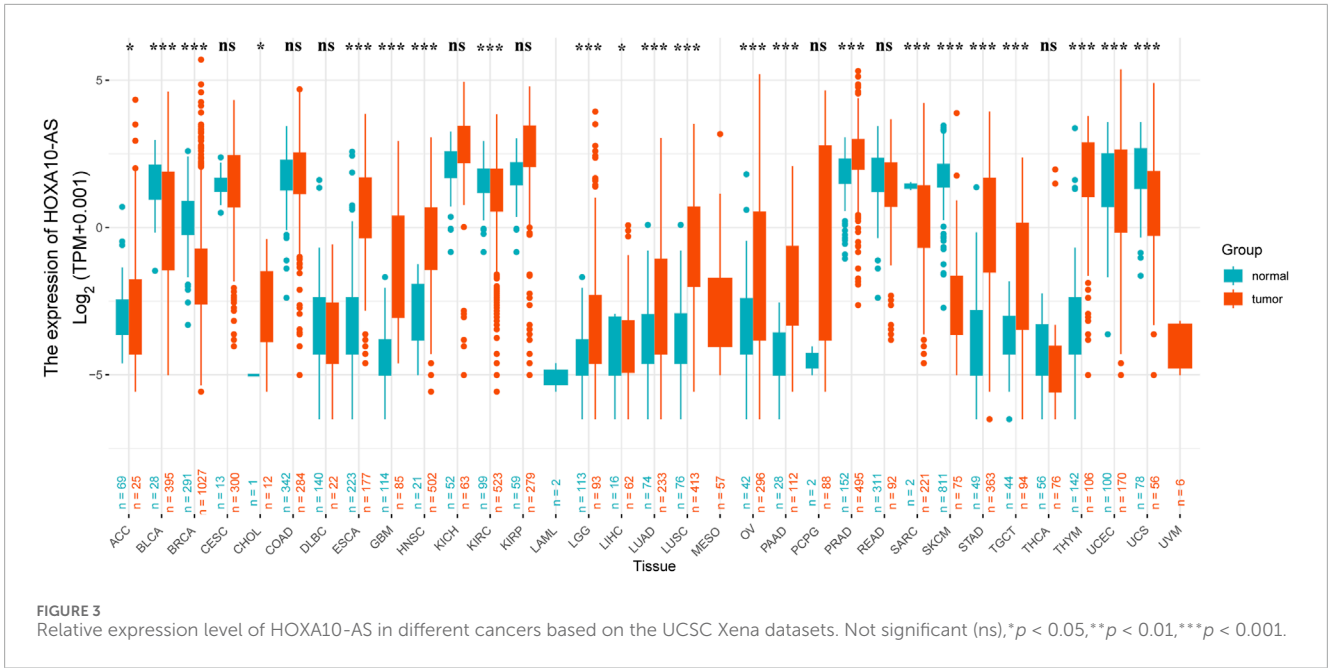 * *** *** ns * ns ns *** *** *** ns *** ns *** * *** *** *** *** ns *** ns *** *** *** *** ns *** *** ***
The expression of HOXA10-AS
Log2 (TPM+0.001)
5
0
−5
Group
normal
tumor
n = 69
n = 25
n = 28
n = 395
n = 291
n = 1027
n = 13
n = 300
n = 1
n = 12
n = 342
n = 284
n = 140
n = 22
n = 223
n = 177
n = 114
n = 85
n = 21
n = 502
n = 52
n = 63
n = 99
n = 523
n = 59
n = 279
n = 2
n = 113
n = 93
n = 16
n = 62
n = 74
n = 233
n = 76
n = 413
n = 57
n = 42
n = 296
n = 28
n = 112
n = 2
n = 88
n = 152
n = 495
n = 311
n = 92
n = 2
n = 221
n = 811
n = 75
n = 49
n = 363
n = 44
n = 94
n = 56
n = 76
n = 142
n = 106
n = 100
n = 170
n = 78
n = 56
n = 6
ACC
BLCA
BRCA
CESC
CHOL
COAD
DLBC
ESCA
GBM
HNSC
KICH
KIRC
KIRP
LAML
LGG
LIHC
LUAD
LUSC
MESO
OV
PAAD
PCPG
PRAD
READ
SARC
SKCM
STAD
TGCT
THCA
THYM
UCEC
UCS
UVM
Tissue
FIGURE 3
Relative expression level of HOXA10-AS in different cancers based on the UCSC Xena datasets. Not significant (ns),*p < 0.05,**p < 0.01,***p < 0.001.